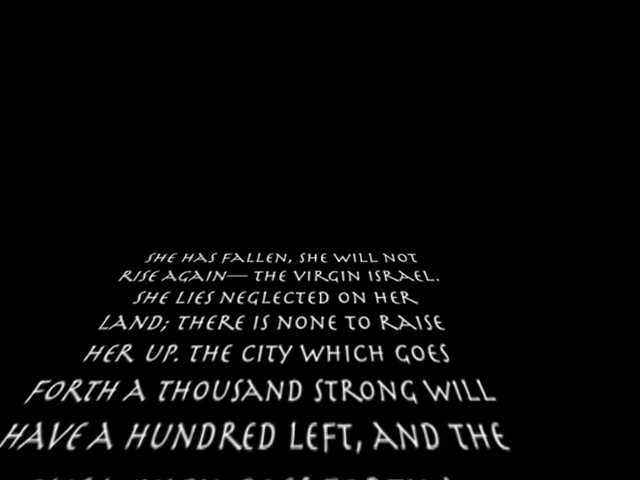 SHE HAS FALLEN, SHE WILL NOT
RISE AGAIN— THE VIRGIN ISRAEL.
SHE LIES NEGLECTED ON HER
LAND; THERE IS NONE TO RAISE
HER UP. THE CITY WHICH GOES
FORTH A THOUSAND STRONG WILL
HAVE A HUNDRED LEFT, AND THE